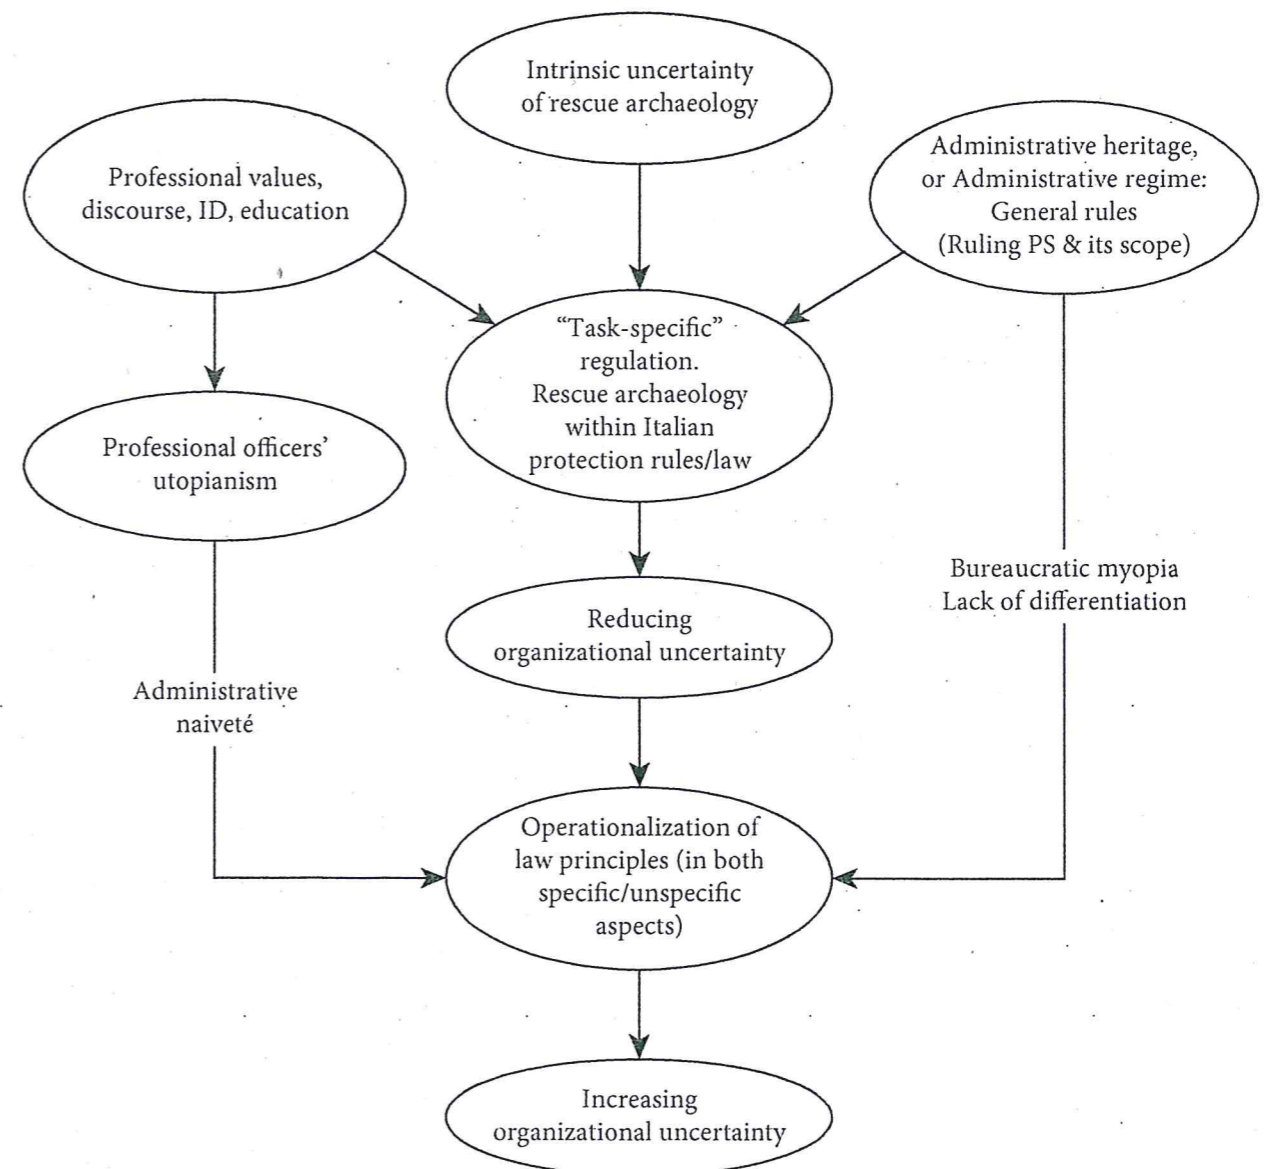 Intrinsic uncertainty
of rescue archaeology
Professional values,
discourse, ID, education
Administrative heritage,
or Administrative regime:
General rules
(Ruling PS & its scope)
“Task-specific”
regulation.
Rescue archaeology
within Italian
protection rules/law
Professional officers’
utopianism
Bureaucratic myopia
Lack of differentiation
Reducing
organizational uncertainty
Administrative
naiveté
Operationalization of
law principles (in both
specific/unspecific
aspects)
Increasing
organizational uncertainty